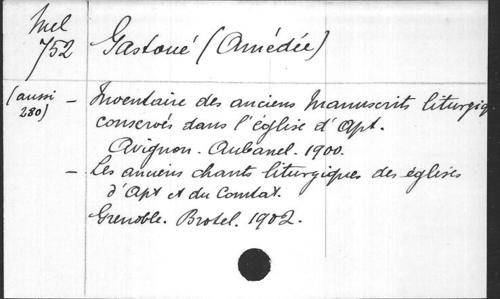 Mel
752
Gastoué (Amédée)
(aussi
280)
- Inventaire des anciens manuscrits liturgiq
conservés dans l'église d'Apt.
Avignon. Aubanel. 1900.
- Les anciens chants liturgiques des églises
d'Apt et du Comtat.
Grenoble. Brotel. 1902.